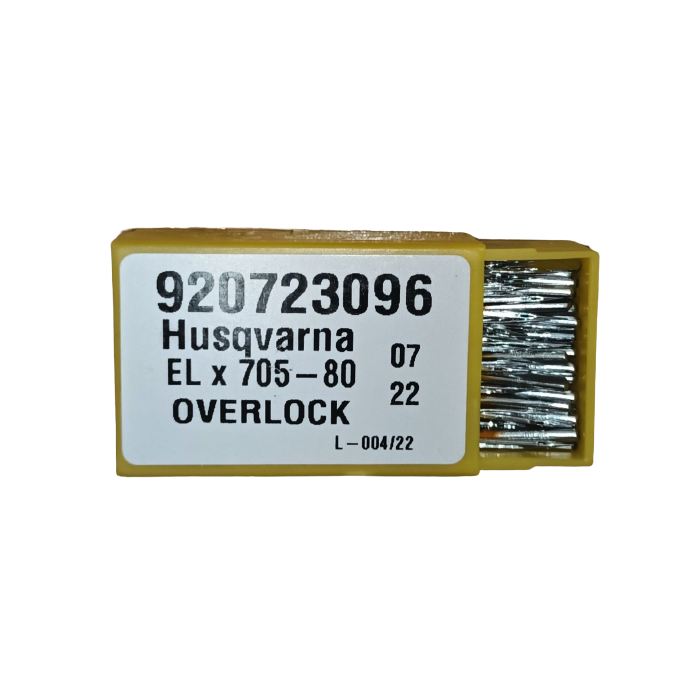 920723096
Husqvarna
EL x 705–80
07
22
OVERLOCK
L–004/22